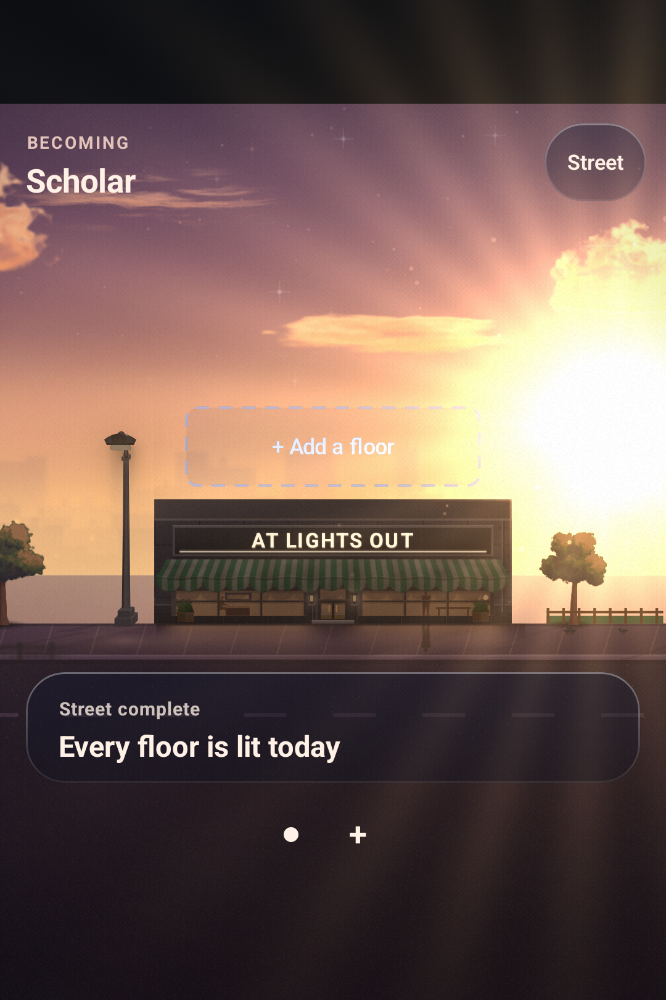 BECOMING
Scholar
Street
+ Add a floor
AT LIGHTS OUT
Street complete
Every floor is lit today
+